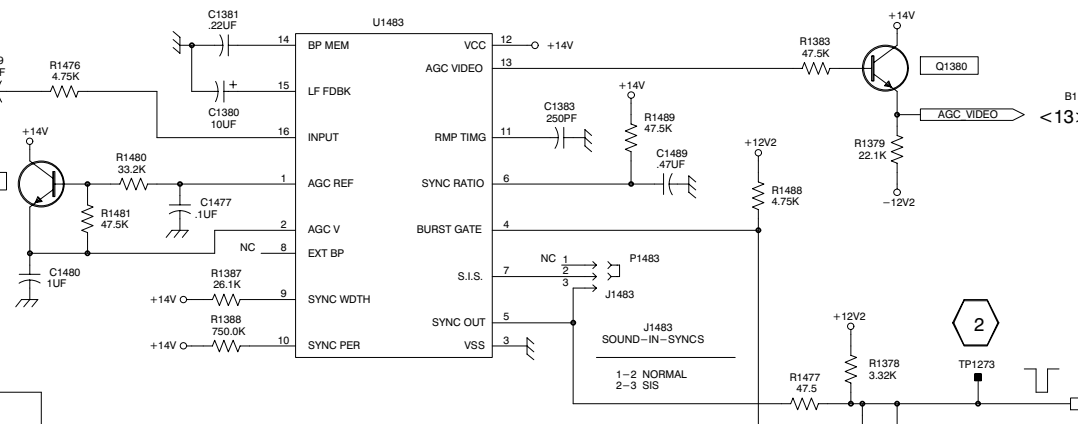 C1381
.22UF
U1483
+14V
14
BP MEM
VCC
12
+14V
R1383
47.5K
9
F
R1476
4.75K
AGC VIDEO
13
Q1380
+
15
LF FDBK
+14V
C1380
10UF
C1383
250PF
R1489
47.5K
B1
AGC VIDEO
<13>
+14V
16
INPUT
RMP TIMG
11
+12V2
R1379
22.1K
R1480
33.2K
C1489
.47UF
1
AGC REF
SYNC RATIO
6
R1488
4.75K
-12V2
R1481
47.5K
C1477
.1UF
2
AGC V
BURST GATE
4
NC
8
EXT BP
NC
1
2
3
P1483
C1480
1UF
R1387
26.1K
S.I.S.
7
J1483
+14V
9
SYNC WDTH
R1388
750.0K
SYNC OUT
5
J1483
SOUND-IN-SYNCS
+12V2
2
+14V
10
SYNC PER
VSS
3
1-2 NORMAL
2-3 SIS
R1378
3.32K
TP1273
R1477
47.5